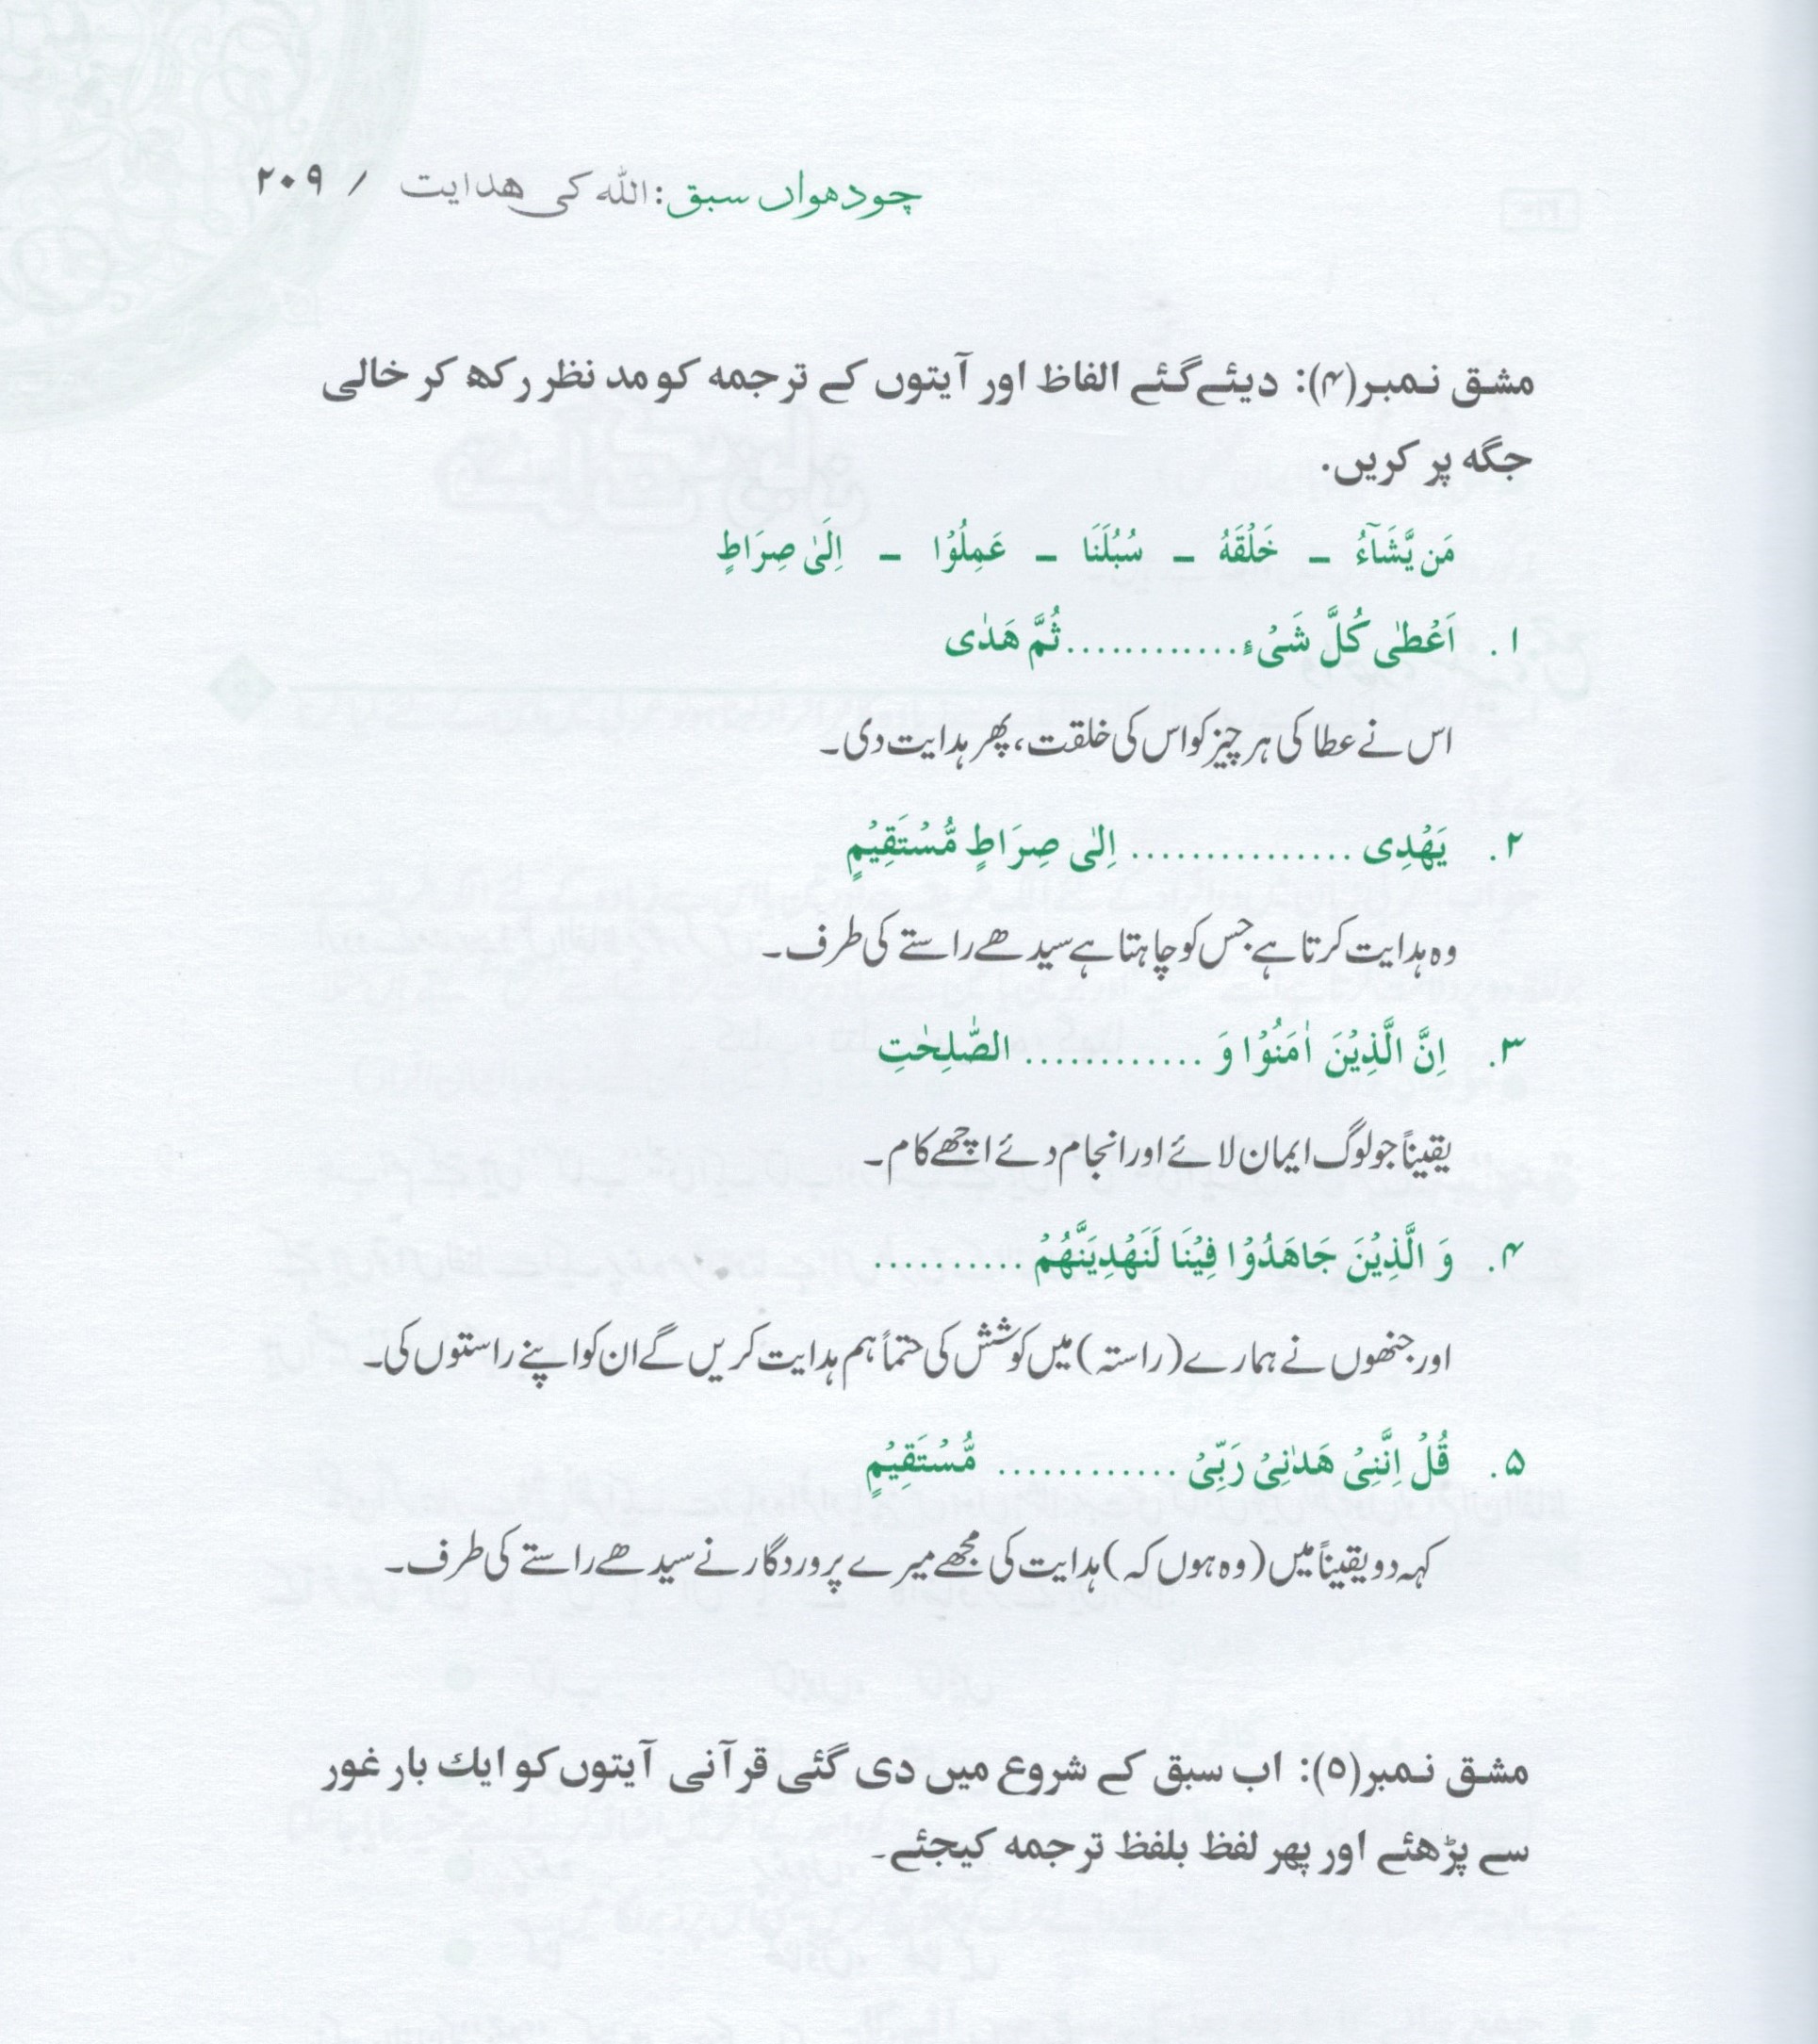 چودھواں سبق: اللہ کی ھدایت / ۲۰۹
مشق نمبر(۴): دیئے گئے الفاظ اور آیتوں کے ترجمہ کو مد نظر رکھ کر خالی
جگہ پر کریں.
مَن یَّشَآءُ – خَلْقَهُ – سُبُلَنَا – عَمِلُوْا – اِلَىٰ صِرَاطٍ
۱. اَعْطٰى كُلَّ شَىْءٍ............ثُمَّ هَدٰى
اس نے عطا کی ہر چیز کو اس کی خلقت، پھر ہدایت دی۔
۲. يَهْدِى ............... اِلىٰ صِرَاطٍ مُّسْتَقِيْمٍ
وہ ہدایت کرتا ہے جس کو چاہتا ہے سیدھے راستے کی طرف۔
۳. اِنَّ الَّذِيْنَ اٰمَنُوْا وَ ............ الصّٰلِحٰتِ
یقیناً جو لوگ ایمان لائے اور انجام دئے اچھے کام۔
۴. وَ الَّذِيْنَ جَاهَدُوْا فِيْنَا لَنَهْدِيَنَّهُمْ ..........
اور جنھوں نے ہمارے (راستہ) میں کوشش کی حتماً ہم ہدایت کریں گے ان کو اپنے راستوں کی۔
۵. قُلْ اِنَّنِىْ هَدٰنِىْ رَبِّىْ ............ مُّسْتَقِيْمٍ
کہہ دو یقیناً میں (وہ ہوں کہ) ہدایت کی مجھے میرے پروردگار نے سیدھے راستے کی طرف۔
مشق نمبر(۵): اب سبق کے شروع میں دی گئی قرآنی آیتوں کو ایك بار غور
سے پڑھئے اور پھر لفظ بلفظ ترجمہ کیجئے۔